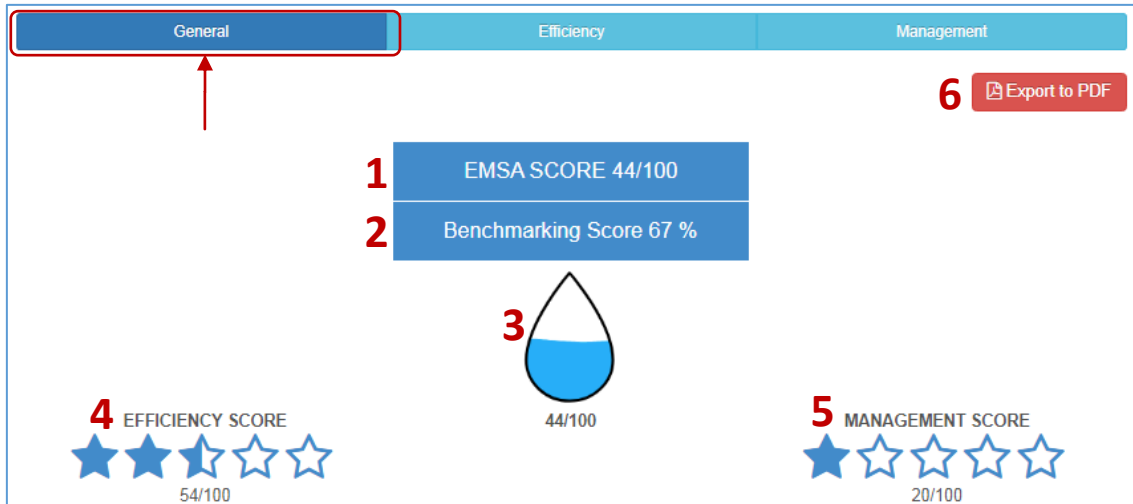 General Efficiency Management
6 Export to PDF
1 EMSA SCORE 44/100
2 Benchmarking Score 67 %
3
44/100
4 EFFICIENCY SCORE
54/100
5 MANAGEMENT SCORE
20/100